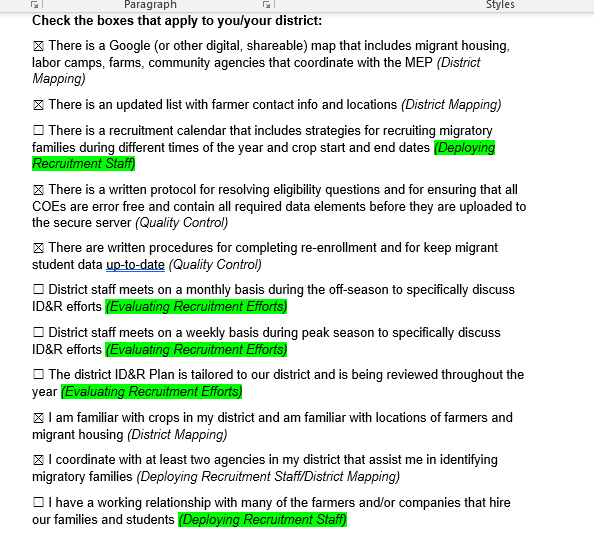 Paragraph
Styles
Check the boxes that apply to you/your district:
☒ There is a Google (or other digital, shareable) map that includes migrant housing,
labor camps, farms, community agencies that coordinate with the MEP (District
Mapping)
☒ There is an updated list with farmer contact info and locations (District Mapping)
☐ There is a recruitment calendar that includes strategies for recruiting migratory
families during different times of the year and crop start and end dates (Deploying
Recruitment Staff)
☒ There is a written protocol for resolving eligibility questions and for ensuring that all
COEs are error free and contain all required data elements before they are uploaded to
the secure server (Quality Control)
☒ There are written procedures for completing re-enrollment and for keep migrant
student data up-to-date (Quality Control)
☐ District staff meets on a monthly basis during the off-season to specifically discuss
ID&R efforts (Evaluating Recruitment Efforts)
☐ District staff meets on a weekly basis during peak season to specifically discuss
ID&R efforts (Evaluating Recruitment Efforts)
☐ The district ID&R Plan is tailored to our district and is being reviewed throughout the
year (Evaluating Recruitment Efforts)
☒ I am familiar with crops in my district and am familiar with locations of farmers and
migrant housing (District Mapping)
☒ I coordinate with at least two agencies in my district that assist me in identifying
migratory families (Deploying Recruitment Staff/District Mapping)
☐ I have a working relationship with many of the farmers and/or companies that hire
our families and students (Deploying Recruitment Staff)